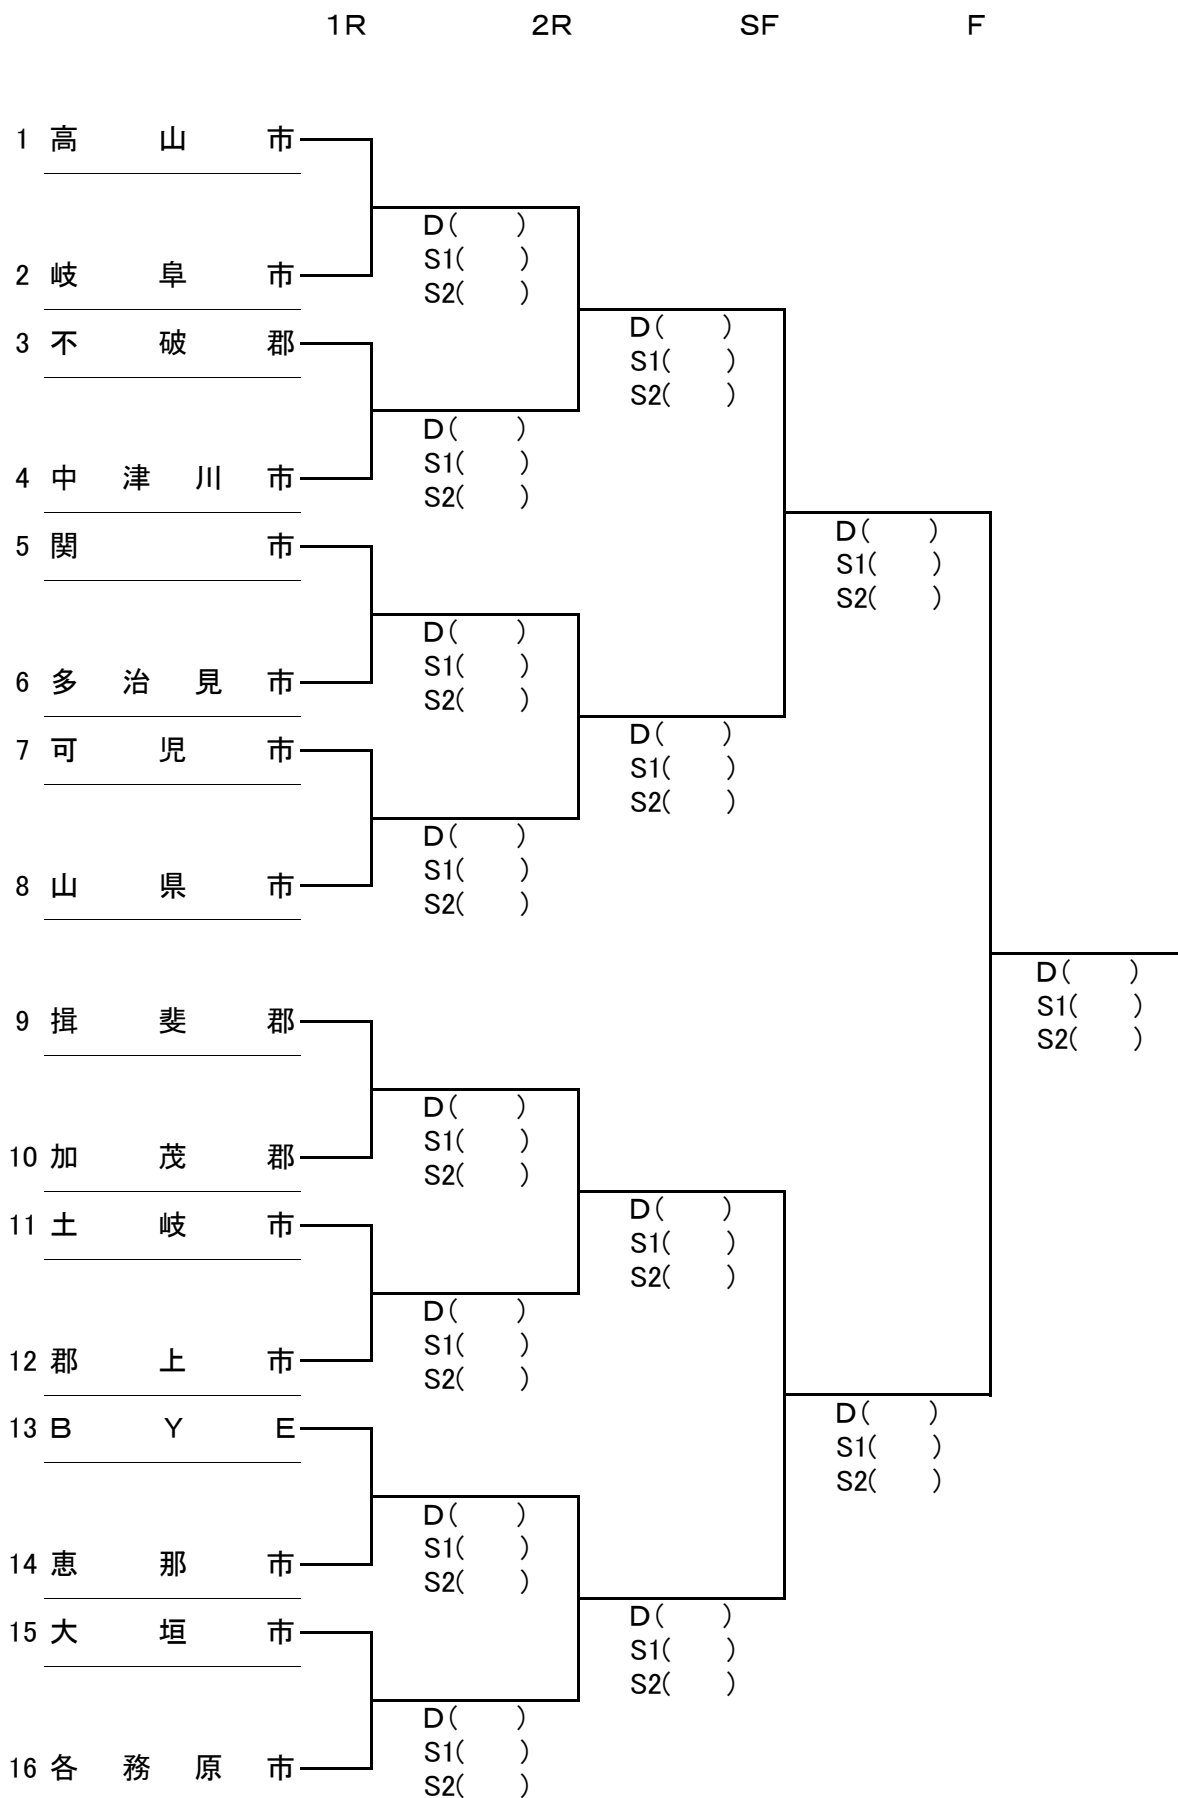 1R 2R SF F
1 高山市
D( )
S1( )
2 岐阜市
S2( )
D( )
3 不破郡
S1( )
S2( )
D( )
S1( )
4 中津川市
S2( )
D( )
5 関市
S1( )
S2( )
D( )
S1( )
6 多治見市
S2( )
D( )
7 可児市
S1( )
S2( )
D( )
S1( )
8 山県市
S2( )
D( )
S1( )
9 揖斐郡
S2( )
D( )
S1( )
10 加茂郡
S2( )
D( )
11 土岐市
S1( )
S2( )
D( )
S1( )
12 郡上市
S2( )
D( )
13 BYE
S1( )
S2( )
D( )
S1( )
14 恵那市
S2( )
D( )
15 大垣市
S1( )
S2( )
D( )
S1( )
16 各務原市
S2( )